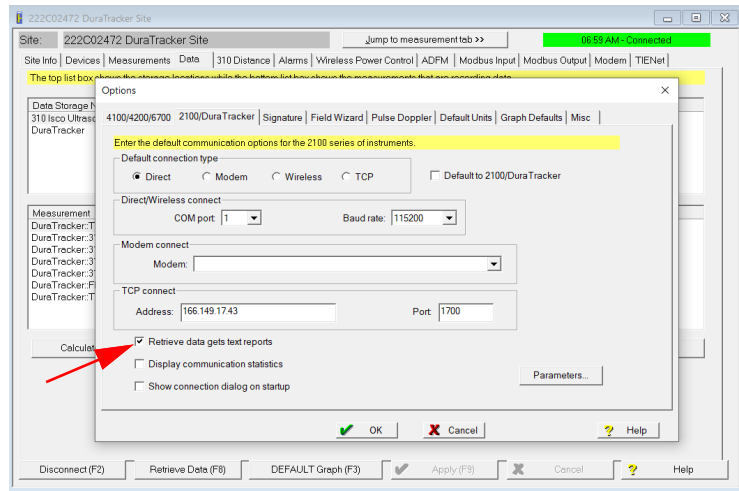 222C02472 DuraTracker Site
Site: 222C02472 DuraTracker Site Jump to measurement tab >> 06:59 AM - Connected
Site Info Devices Measurements Data 310 Distance Alarms Wireless Power Control ADFM Modbus Input Modbus Output Modem TIENet
The top list box shows the storage locations while the bottom list box shows the measurements that are recording data.
Data Storage N
310 Isco Ultraso
DuraTracker
Options
4100/4200/6700 2100/DuraTracker Signature Field Wizard Pulse Doppler Default Units Graph Defaults Misc
Enter the default communication options for the 2100 series of instruments.
Default connection type
Direct Modem Wireless TCP Default to 2100/DuraTracker
Direct/Wireless connect
COM port: 1 Baud rate: 115200
Measurement
DuraTracker::T
DuraTracker::3
DuraTracker::3
DuraTracker::3
DuraTracker::3
DuraTracker::F
DuraTracker::T
Modem connect
Modem:
TCP connect
Address: 166.149.17.43 Port: 1700
Retrieve data gets text reports
Display communication statistics
Show connection dialog on startup
Parameters...
Calculat
OK Cancel Help
Disconnect (F2) Retrieve Data (F8) DEFAULT Graph (F3) Apply (F9) Cancel Help